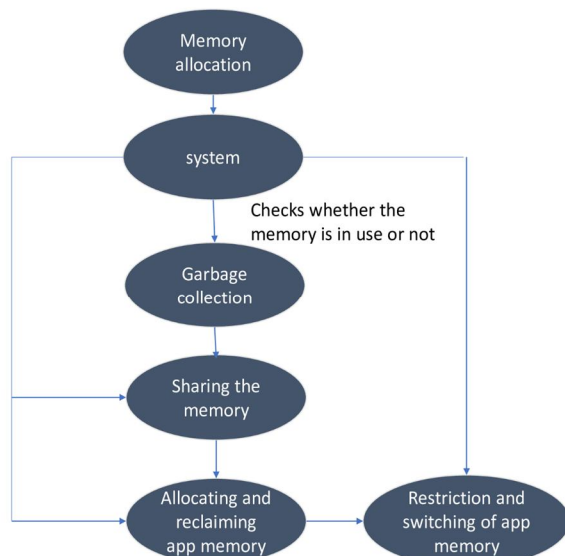 Memory
allocation
system
Checks whether the
memory is in use or not
Garbage
collection
Sharing the
memory
Allocating and
reclaiming
app memory
Restriction and
switching of app
memory